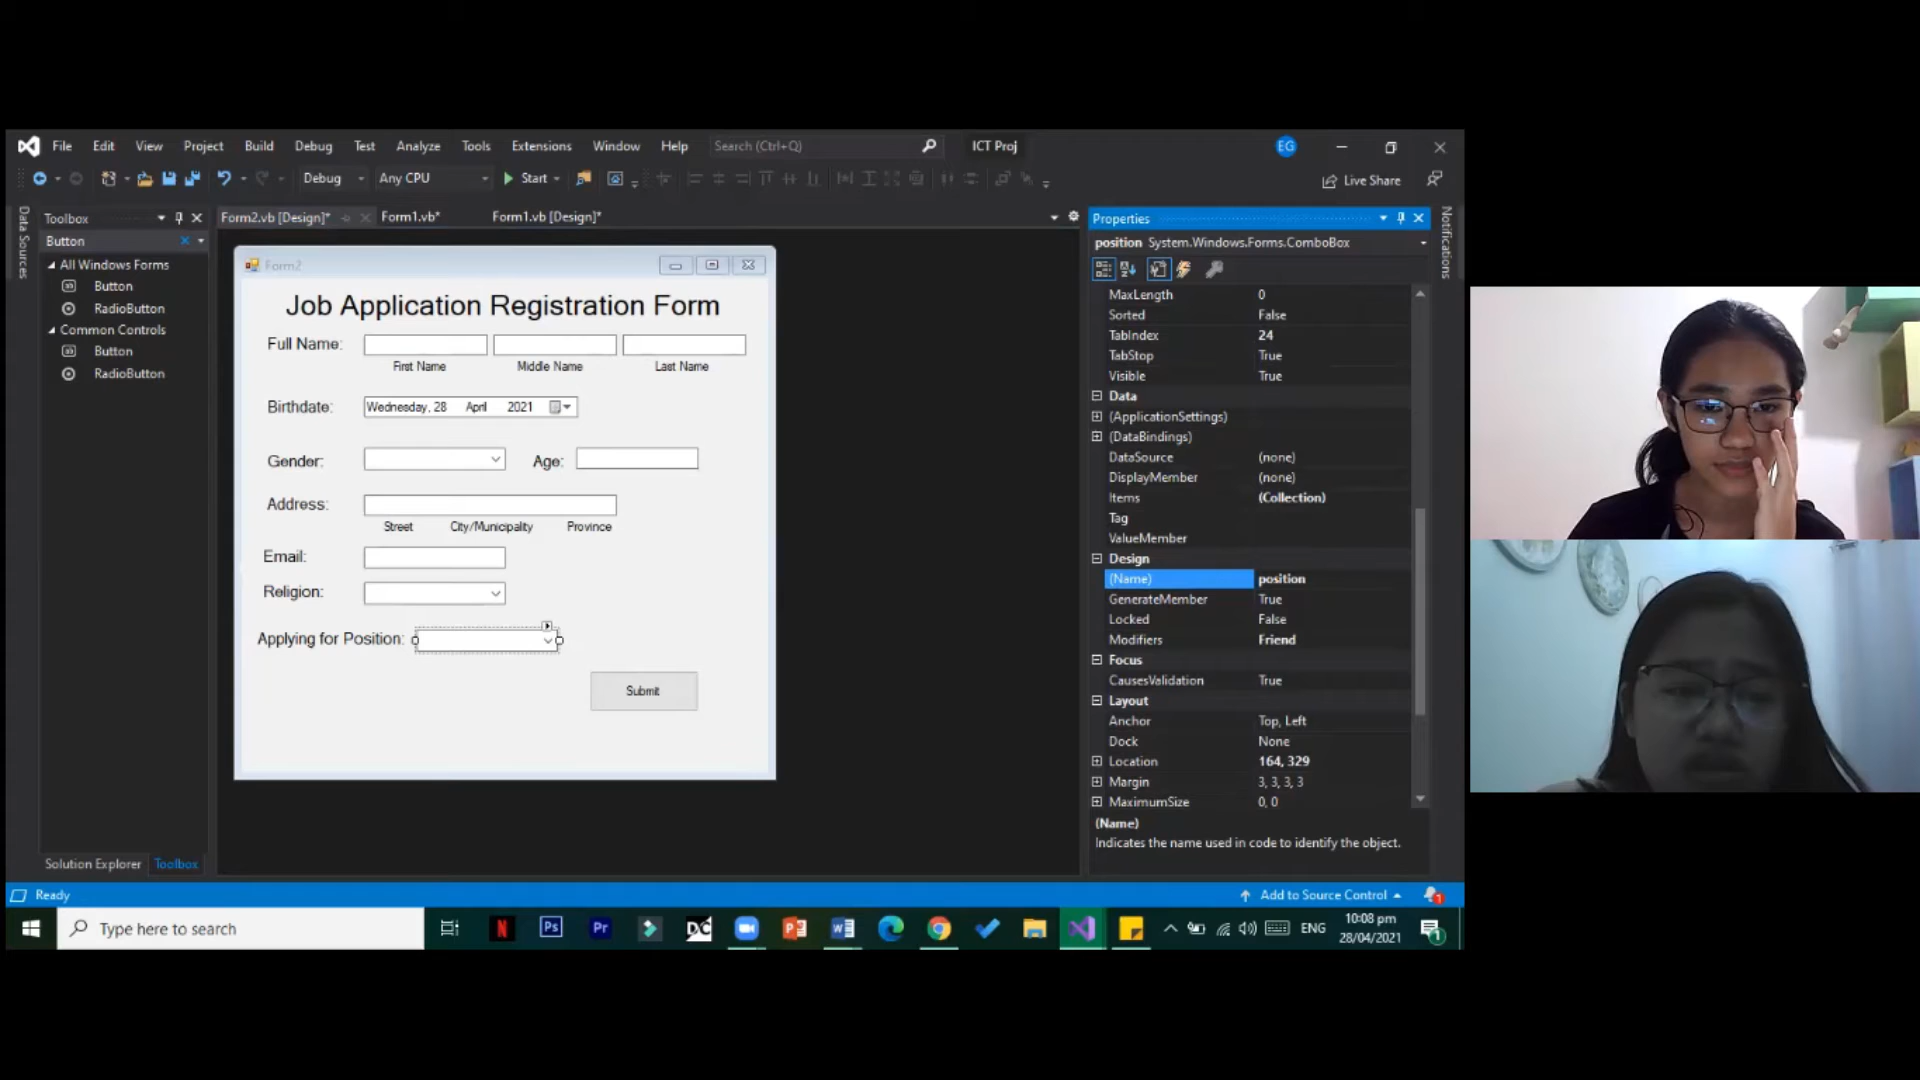 File Edit View Project Build Debug Test Analyze Tools Extensions Window Help Search (Ctrl+Q) ICT Proj EG
Debug Any CPU Start Live Share
Data Sources
Toolbox
Button
All Windows Forms
Button
RadioButton
Common Controls
Button
RadioButton
Solution Explorer Toolbox
Form2.vb [Design]* Form1.vb* Form1.vb [Design]*
Form2
Job Application Registration Form
Full Name:
First Name Middle Name Last Name
Birthdate: Wednesday, 28 April 2021
Gender: Age:
Address:
Street City/Municipality Province
Email:
Religion:
Applying for Position:
Submit
Properties
position System.Windows.Forms.ComboBox
MaxLength 0
Sorted False
TabIndex 24
TabStop True
Visible True
Data
(ApplicationSettings)
(DataBindings)
DataSource (none)
DisplayMember (none)
Items (Collection)
Tag
ValueMember
Design
(Name) position
GenerateMember True
Locked False
Modifiers Friend
Focus
CausesValidation True
Layout
Anchor Top, Left
Dock None
Location 164, 329
Margin 3, 3, 3, 3
MaximumSize 0, 0
(Name)
Indicates the name used in code to identify the object.
Notifications
Ready Add to Source Control 1
Type here to search N Ps Pr DC P W ENG 10:08 pm
28/04/2021 1